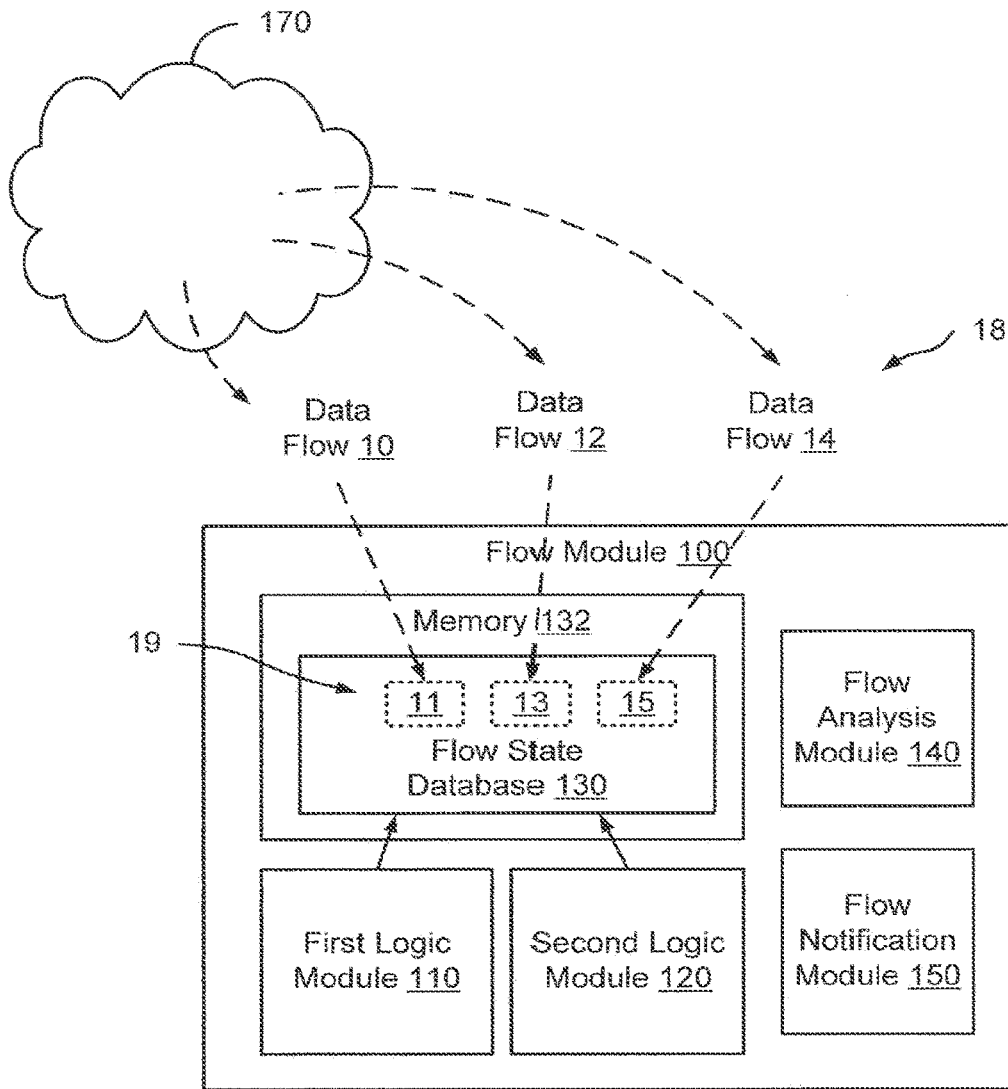 170
18
Data
Flow 10
Data
Flow 12
Data
Flow 14
Flow Module 100
Memory 132
19
11
13
15
Flow State
Database 130
Flow
Analysis
Module 140
First Logic
Module 110
Second Logic
Module 120
Flow
Notification
Module 150